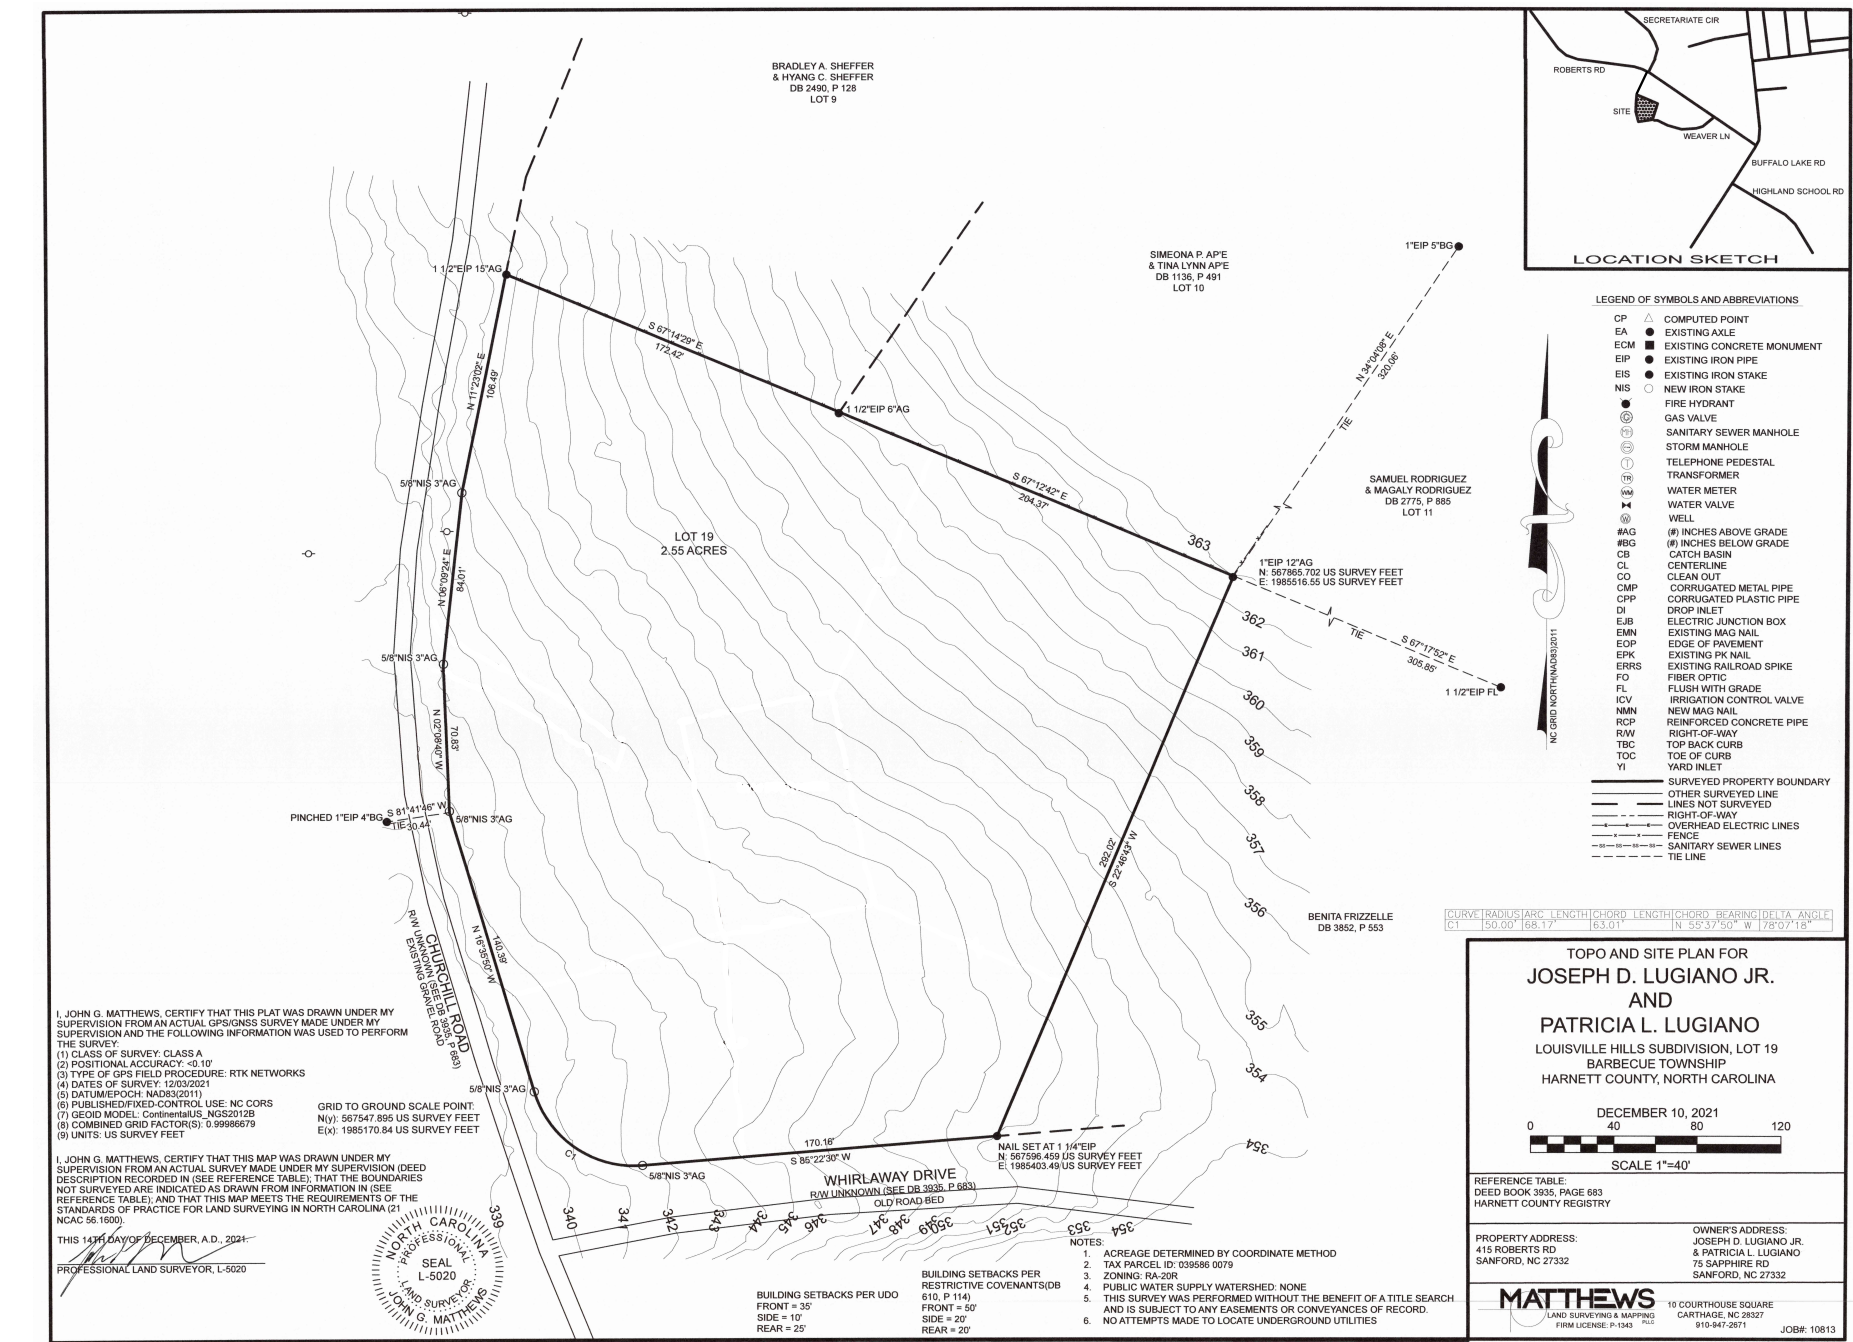 BRADLEY A. SHEFFER
& HYANG C. SHEFFER
DB 2490, P 128
LOT 9
SECRETARIATE CIR
ROBERTS RD
SITE
WEAVER LN
BUFFALO LAKE RD
HIGHLAND SCHOOL RD
LOCATION SKETCH
SIMEONA P. AP'E
& TINA LYNN AP'E
DB 1136, P 491
LOT 10
1"EIP 5"BG
1 1/2"EIP 15"AG
S 67°14'29" E
172.42'
N 11°23'02" E
106.49'
1 1/2"EIP 6"AG
N 34°04'08" E
320.06'
TIE
S 67°12'42" E
204.37'
SAMUEL RODRIGUEZ
& MAGALY RODRIGUEZ
DB 2775, P 885
LOT 11
5/8"NIS 3"AG
LOT 19
2.55 ACRES
363
1"EIP 12"AG
N: 567865.702 US SURVEY FEET
E: 1985516.55 US SURVEY FEET
N 06°09'24" E
84.01'
362
TIE
S 67°17'52" E
305.85'
1 1/2"EIP FL
361
5/8"NIS 3"AG
360
N 02°08'40" W
70.83'
359
358
PINCHED 1"EIP 4"BG
S 81°41'46" W
TIE 30.44'
5/8"NIS 3"AG
357
292.02'
S 22°46'43" W
356
BENITA FRIZZELLE
DB 3852, P 553
N 16°35'50" W
140.39'
CHURCHILL ROAD
R/W UNKNOWN (SEE DB 3935, P 683)
EXISTING GRAVEL ROAD
355
354
5/8"NIS 3"AG
C1
170.16'
S 85°22'30" W
5/8"NIS 3"AG
354
NAIL SET AT 1 1/4"EIP
N: 567596.459 US SURVEY FEET
E: 1985403.49 US SURVEY FEET
WHIRLAWAY DRIVE
R/W UNKNOWN (SEE DB 3935, P 683)
OLD ROAD BED
339
340
341
342
343
344
345
346
347
348
349
350
351
352
353
354
LEGEND OF SYMBOLS AND ABBREVIATIONS
CP COMPUTED POINT
EA EXISTING AXLE
ECM EXISTING CONCRETE MONUMENT
EIP EXISTING IRON PIPE
EIS EXISTING IRON STAKE
NIS NEW IRON STAKE
FIRE HYDRANT
GAS VALVE
SANITARY SEWER MANHOLE
STORM MANHOLE
T TELEPHONE PEDESTAL
TR TRANSFORMER
WM WATER METER
WATER VALVE
W WELL
#AG (#) INCHES ABOVE GRADE
#BG (#) INCHES BELOW GRADE
CB CATCH BASIN
CL CENTERLINE
CO CLEAN OUT
CMP CORRUGATED METAL PIPE
CPP CORRUGATED PLASTIC PIPE
DI DROP INLET
EJB ELECTRIC JUNCTION BOX
EMN EXISTING MAG NAIL
EOP EDGE OF PAVEMENT
EPK EXISTING PK NAIL
ERRS EXISTING RAILROAD SPIKE
FO FIBER OPTIC
FL FLUSH WITH GRADE
ICV IRRIGATION CONTROL VALVE
NMN NEW MAG NAIL
RCP REINFORCED CONCRETE PIPE
R/W RIGHT-OF-WAY
TBC TOP BACK CURB
TOC TOE OF CURB
YI YARD INLET
SURVEYED PROPERTY BOUNDARY
OTHER SURVEYED LINE
LINES NOT SURVEYED
RIGHT-OF-WAY
OVERHEAD ELECTRIC LINES
FENCE
SANITARY SEWER LINES
TIE LINE
NC GRID NORTH(NAD83)2011
CURVE RADIUS ARC LENGTH CHORD LENGTH CHORD BEARING DELTA ANGLE
C1 50.00' 68.17' 63.01' N 55°37'50" W 78°07'18"
I, JOHN G. MATTHEWS, CERTIFY THAT THIS PLAT WAS DRAWN UNDER MY
SUPERVISION FROM AN ACTUAL GPS/GNSS SURVEY MADE UNDER MY
SUPERVISION AND THE FOLLOWING INFORMATION WAS USED TO PERFORM
THE SURVEY:
(1) CLASS OF SURVEY: CLASS A
(2) POSITIONAL ACCURACY: <0.10'
(3) TYPE OF GPS FIELD PROCEDURE: RTK NETWORKS
(4) DATES OF SURVEY: 12/03/2021
(5) DATUM/EPOCH: NAD83(2011)
(6) PUBLISHED/FIXED-CONTROL USE: NC CORS
(7) GEOID MODEL: ContinentalUS_NGS2012B
(8) COMBINED GRID FACTOR(S): 0.99986679
(9) UNITS: US SURVEY FEET
GRID TO GROUND SCALE POINT:
N(y): 567547.895 US SURVEY FEET
E(x): 1985170.84 US SURVEY FEET
I, JOHN G. MATTHEWS, CERTIFY THAT THIS MAP WAS DRAWN UNDER MY
SUPERVISION FROM AN ACTUAL SURVEY MADE UNDER MY SUPERVISION (DEED
DESCRIPTION RECORDED IN (SEE REFERENCE TABLE); THAT THE BOUNDARIES
NOT SURVEYED ARE INDICATED AS DRAWN FROM INFORMATION IN (SEE
REFERENCE TABLE); AND THAT THIS MAP MEETS THE REQUIREMENTS OF THE
STANDARDS OF PRACTICE FOR LAND SURVEYING IN NORTH CAROLINA (21
NCAC 56.1600).
THIS 14TH DAY OF DECEMBER, A.D., 2021.
PROFESSIONAL LAND SURVEYOR, L-5020
NORTH CAROLINA
PROFESSIONAL
SEAL
L-5020
LAND SURVEYOR
JOHN G. MATTHEWS
BUILDING SETBACKS PER UDO
FRONT = 35'
SIDE = 10'
REAR = 25'
BUILDING SETBACKS PER
RESTRICTIVE COVENANTS(DB
610, P 114)
FRONT = 50'
SIDE = 20'
REAR = 20'
NOTES:
1. ACREAGE DETERMINED BY COORDINATE METHOD
2. TAX PARCEL ID: 039586 0079
3. ZONING: RA-20R
4. PUBLIC WATER SUPPLY WATERSHED: NONE
5. THIS SURVEY WAS PERFORMED WITHOUT THE BENEFIT OF A TITLE SEARCH
AND IS SUBJECT TO ANY EASEMENTS OR CONVEYANCES OF RECORD.
6. NO ATTEMPTS MADE TO LOCATE UNDERGROUND UTILITIES
TOPO AND SITE PLAN FOR
JOSEPH D. LUGIANO JR.
AND
PATRICIA L. LUGIANO
LOUISVILLE HILLS SUBDIVISION, LOT 19
BARBECUE TOWNSHIP
HARNETT COUNTY, NORTH CAROLINA
DECEMBER 10, 2021
0 40 80 120
SCALE 1"=40'
REFERENCE TABLE:
DEED BOOK 3935, PAGE 683
HARNETT COUNTY REGISTRY
PROPERTY ADDRESS:
415 ROBERTS RD
SANFORD, NC 27332
OWNER'S ADDRESS:
JOSEPH D. LUGIANO JR.
& PATRICIA L. LUGIANO
75 SAPPHIRE RD
SANFORD, NC 27332
MATTHEWS
LAND SURVEYING & MAPPING
PLLC
FIRM LICENSE: P-1343
10 COURTHOUSE SQUARE
CARTHAGE, NC 28327
910-947-2671
JOB#: 10813